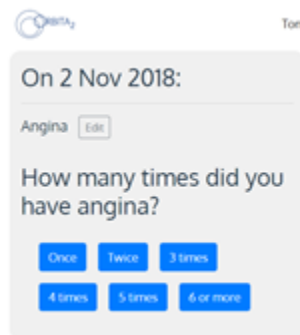 ORBITA2
Tom
On 2 Nov 2018:
Angina Edit
How many times did you
have angina?
Once Twice 3 times
4 times 5 times 6 or more